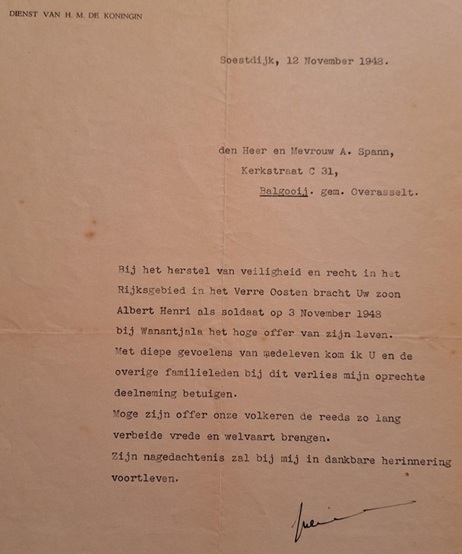 DIENST VAN H. M. DE KONINGIN
Soestdijk, 12 November 1948.
den Heer en Mevrouw A. Spann,
Kerkstraat C 31,
Balgooij. gem. Overasselt.
Bij het herstel van veiligheid en recht in het
Rijksgebied in het Verre Oosten bracht Uw zoon
Albert Henri als soldaat op 3 November 1948
bij Wanantjala het hoge offer van zijn leven.
Met diepe gevoelens van medeleven kom ik U en de
overige familieleden bij dit verlies mijn oprechte
deelneming betuigen.
Moge zijn offer onze volkeren de reeds zo lang
verbeide vrede en welvaart brengen.
Zijn nagedachtenis zal bij mij in dankbare herinnering
voortleven.